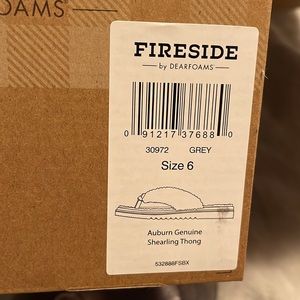 OAMS
FIRESIDE
by DEARFOAMS
0 91217 37688 0
30972 GREY
Size 6
Auburn Genuine
Shearling Thong
532888FSBX